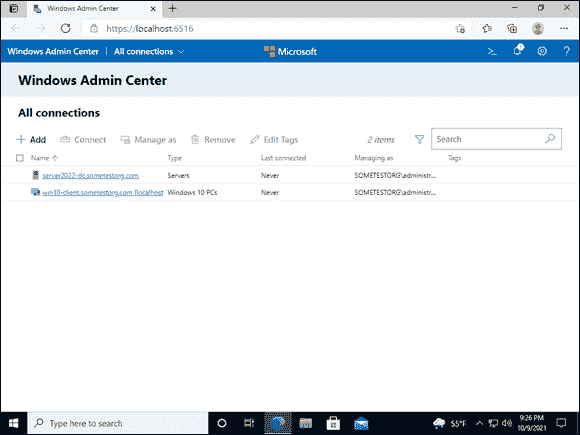 Windows Admin Center
https://localhost:6516
Windows Admin Center | All connections Microsoft 1
Windows Admin Center
All connections
Add Connect Manage as Remove Edit Tags 2 items Search
Name Type Last connected Managing as Tags
server2022-dc.sometestorg.com Servers Never SOMETESTORG\administr...
win10-client.sometestorg.com [localhost Windows 10 PCs Never SOMETESTORG\administr...
Type here to search 55°F 9:26 PM
10/9/2021